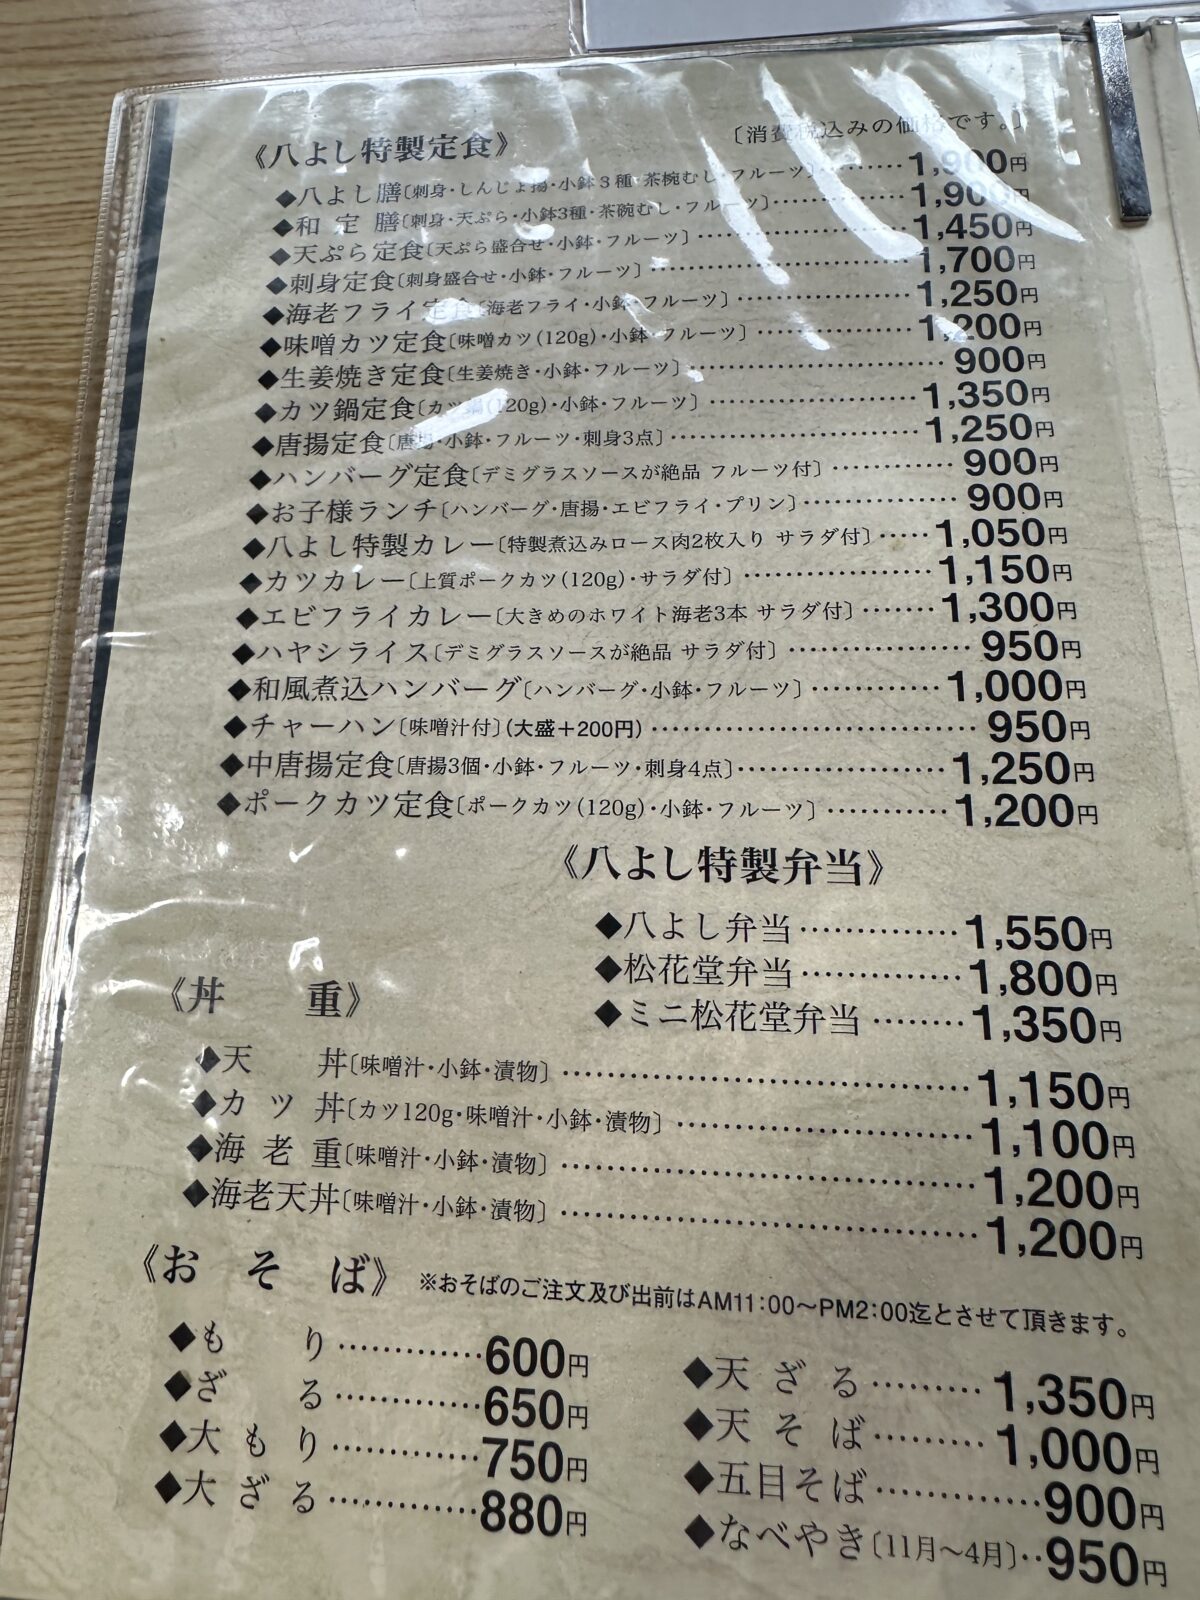 《八よし特製定食》 〔消費税込みの価格です。〕
◆八よし膳〔刺身・しんじょ揚・小鉢3種・茶椀むし・フルーツ〕………1,900円
◆和定膳〔刺身・天ぷら・小鉢3種・茶碗むし・フルーツ〕…………1,900円
◆天ぷら定食〔天ぷら盛合せ・小鉢・フルーツ〕…………………1,450円
◆刺身定食〔刺身盛合せ・小鉢・フルーツ〕……………………1,700円
◆海老フライ定食〔海老フライ・小鉢・フルーツ〕………………1,250円
◆味噌カツ定食〔味噌カツ(120g)・小鉢・フルーツ〕……………1,200円
◆生姜焼き定食〔生姜焼き・小鉢・フルーツ〕……………………900円
◆カツ鍋定食〔カツ鍋(120g)・小鉢・フルーツ〕…………………1,350円
◆唐揚定食〔唐揚・小鉢・フルーツ・刺身3点〕…………………1,250円
◆ハンバーグ定食〔デミグラスソースが絶品 フルーツ付〕…………900円
◆お子様ランチ〔ハンバーグ・唐揚・エビフライ・プリン〕……………900円
◆八よし特製カレー〔特製煮込みロース肉2枚入り サラダ付〕……1,050円
◆カツカレー〔上質ポークカツ(120g)・サラダ付〕………………1,150円
◆エビフライカレー〔大きめのホワイト海老3本 サラダ付〕………1,300円
◆ハヤシライス〔デミグラスソースが絶品 サラダ付〕………………950円
◆和風煮込ハンバーグ〔ハンバーグ・小鉢・フルーツ〕…………1,000円
◆チャーハン〔味噌汁付〕(大盛＋200円)…………………………950円
◆中唐揚定食〔唐揚3個・小鉢・フルーツ・刺身4点〕……………1,250円
◆ポークカツ定食〔ポークカツ(120g)・小鉢・フルーツ〕…………1,200円
《八よし特製弁当》
◆八よし弁当……………1,550円
◆松花堂弁当……………1,800円
◆ミニ松花堂弁当………1,350円
《丼 重》
◆天丼〔味噌汁・小鉢・漬物〕……………………………1,150円
◆カツ丼〔カツ120g・味噌汁・小鉢・漬物〕………………1,100円
◆海老重〔味噌汁・小鉢・漬物〕……………………………1,200円
◆海老天丼〔味噌汁・小鉢・漬物〕…………………………1,200円
《おそば》 ※おそばのご注文及び出前はAM11:00〜PM2:00迄とさせて頂きます。
◆もり……………600円
◆ざる……………650円
◆大もり…………750円
◆大ざる…………880円
◆天ざる………1,350円
◆天そば………1,000円
◆五目そば……………900円
◆なべやき〔11月〜4月〕‥950円